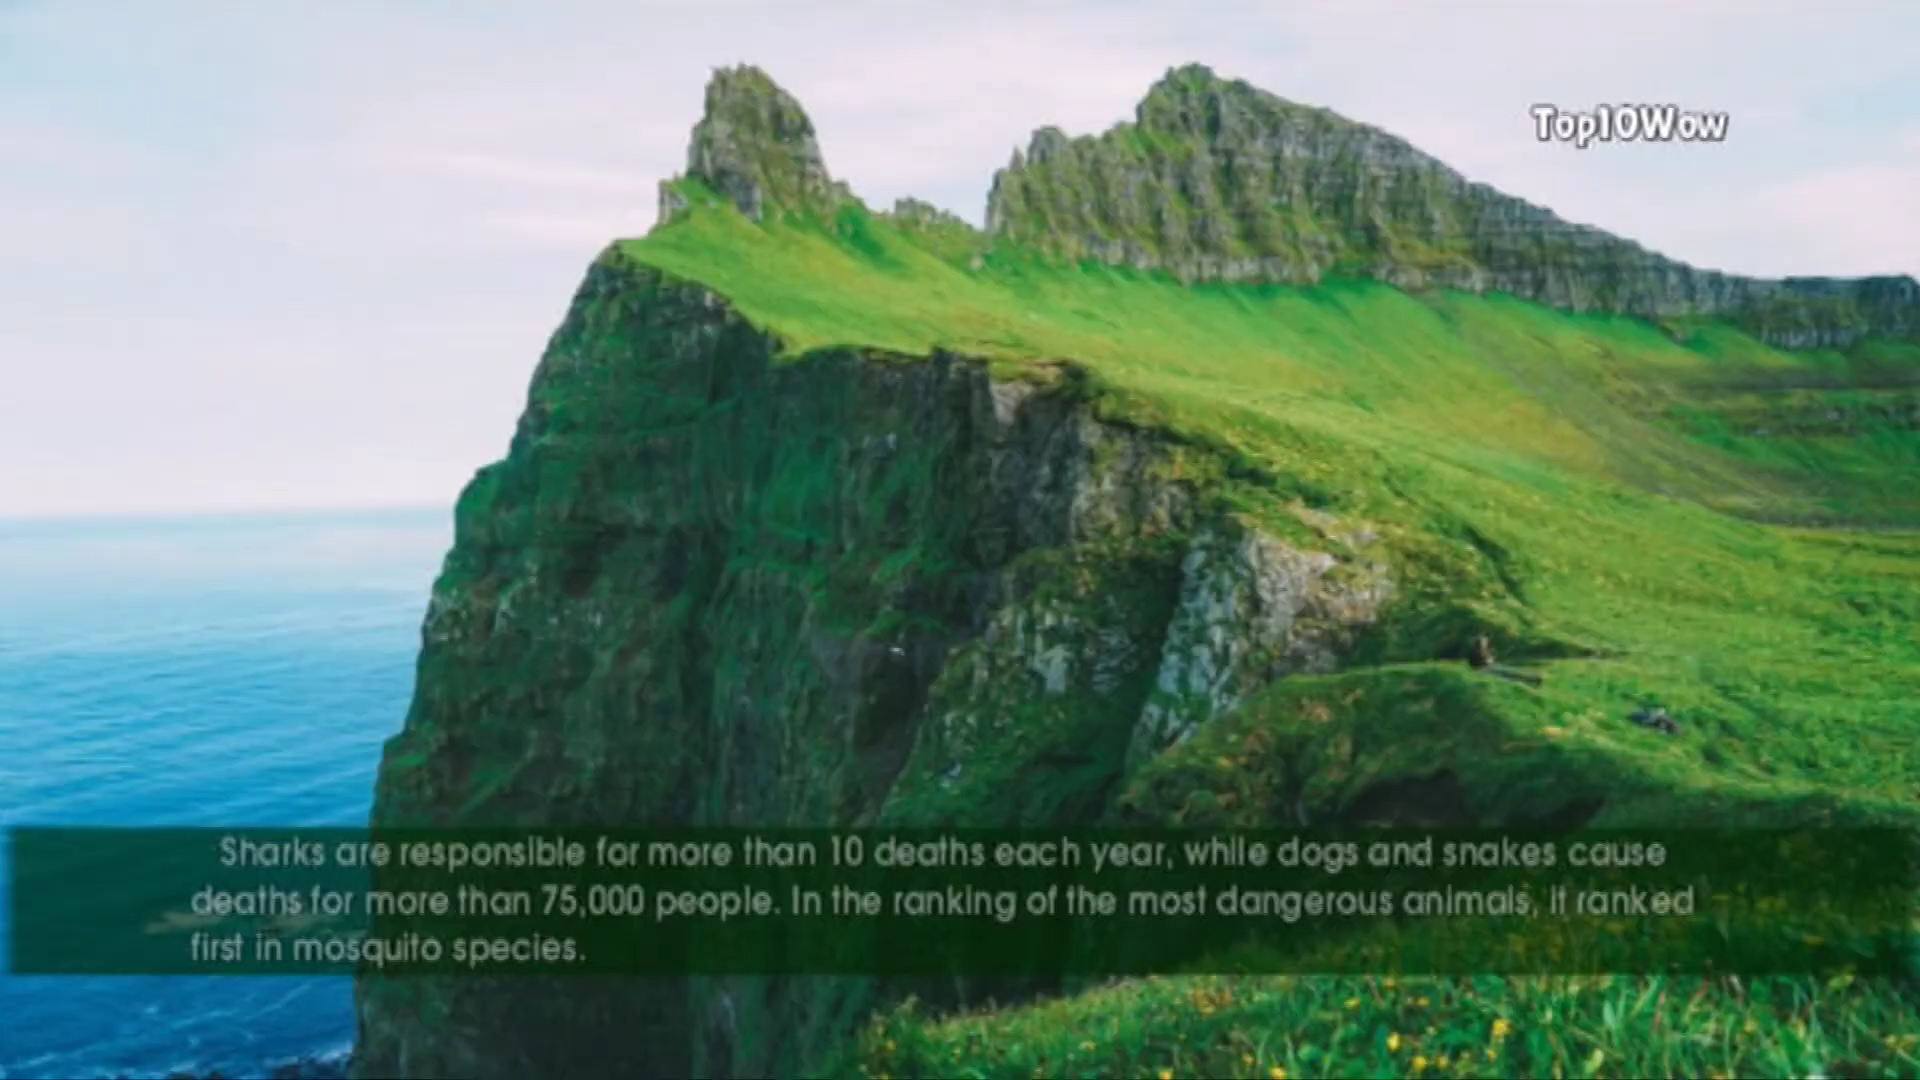 Top10Wow
Sharks are responsible for more than 10 deaths each year, while dogs and snakes cause
deaths for more than 75,000 people. In the ranking of the most dangerous animals, it ranked
first in mosquito species.